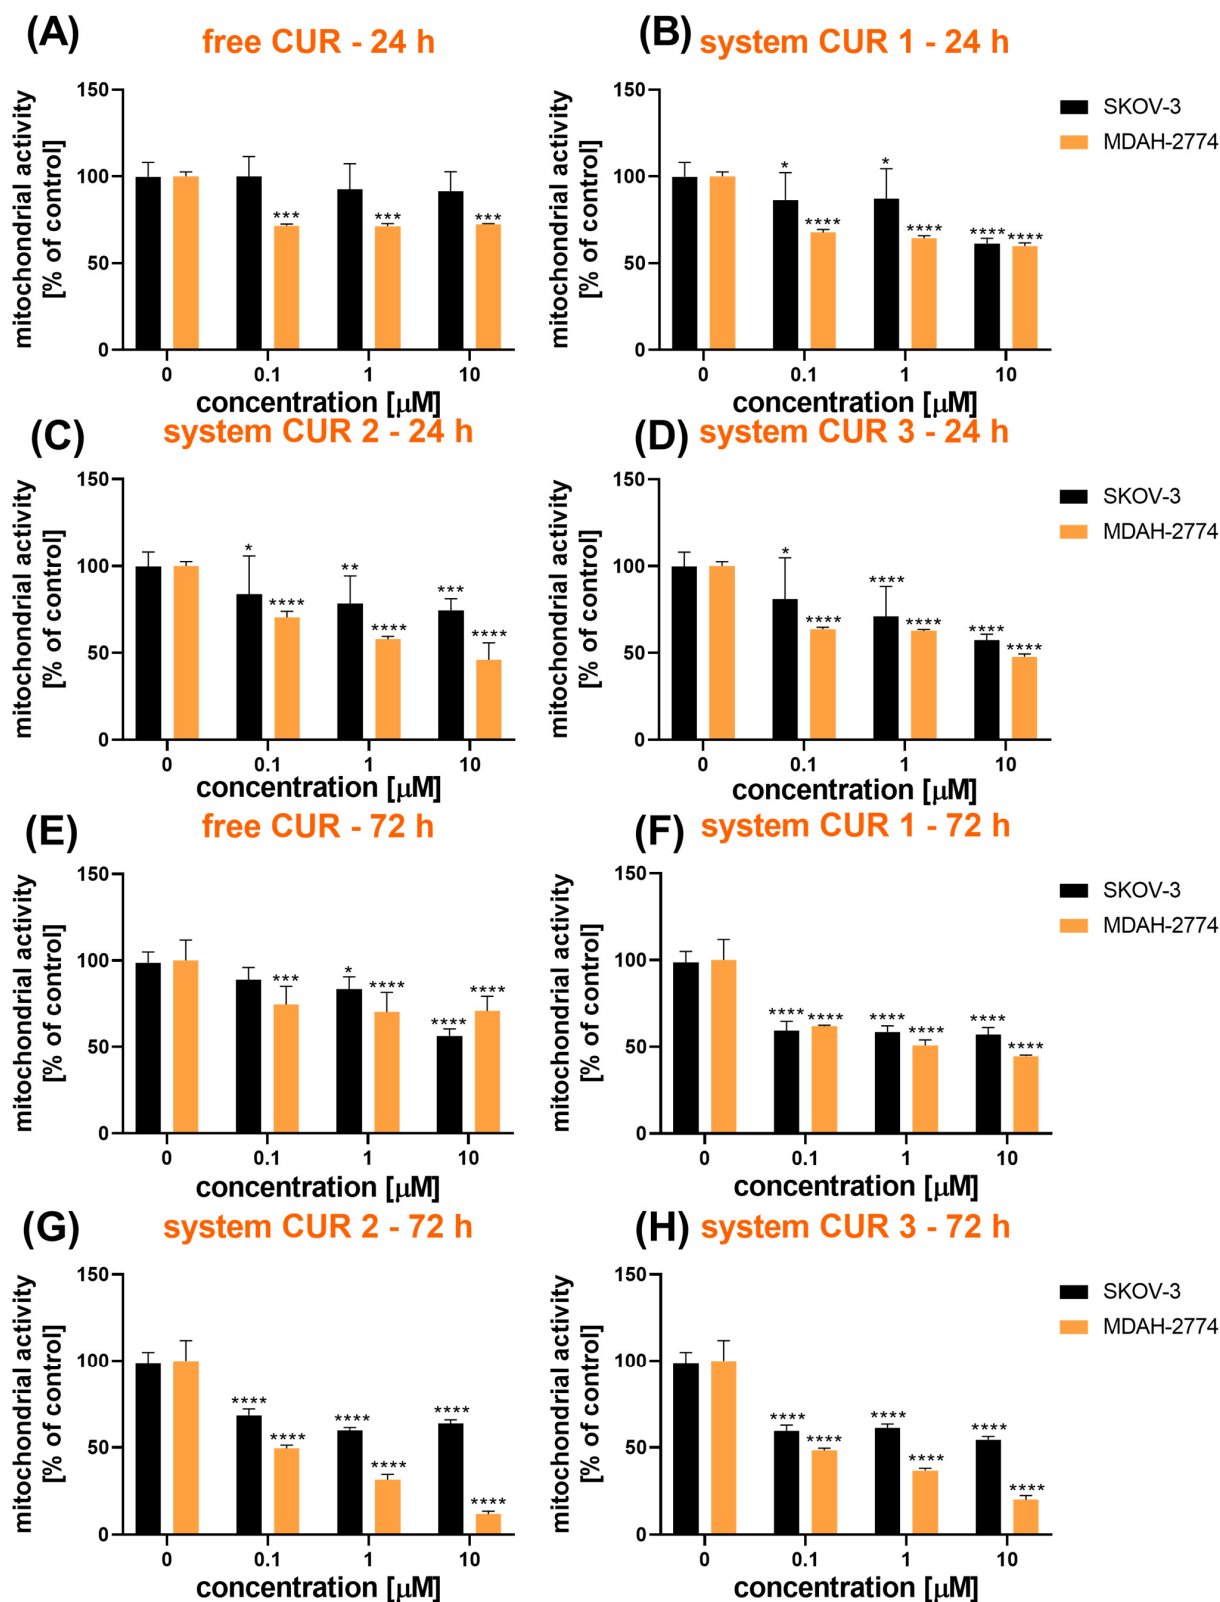 (A)
free CUR - 24 h
mitochondrial activity
[% of control]
150
100
50
0
***
***
***
0
0.1
1
10
concentration [μM]
(B)
system CUR 1 - 24 h
mitochondrial activity
[% of control]
150
100
50
0
*
****
*
****
****
****
0
0.1
1
10
concentration [μM]
SKOV-3
MDAH-2774
(C)
system CUR 2 - 24 h
mitochondrial activity
[% of control]
150
100
50
0
*
****
**
****
***
****
0
0.1
1
10
concentration [μM]
(D)
system CUR 3 - 24 h
mitochondrial activity
[% of control]
150
100
50
0
*
****
****
****
****
****
0
0.1
1
10
concentration [μM]
SKOV-3
MDAH-2774
(E)
free CUR - 72 h
mitochondrial activity
[% of control]
150
100
50
0
***
*
****
****
****
0
0.1
1
10
concentration [μM]
(F)
system CUR 1 - 72 h
mitochondrial activity
[% of control]
150
100
50
0
****
****
****
****
****
****
0
0.1
1
10
concentration [μM]
SKOV-3
MDAH-2774
(G)
system CUR 2 - 72 h
mitochondrial activity
[% of control]
150
100
50
0
****
****
****
****
****
****
0
0.1
1
10
concentration [μM]
(H)
system CUR 3 - 72 h
mitochondrial activity
[% of control]
150
100
50
0
****
****
****
****
****
****
0
0.1
1
10
concentration [μM]
SKOV-3
MDAH-2774